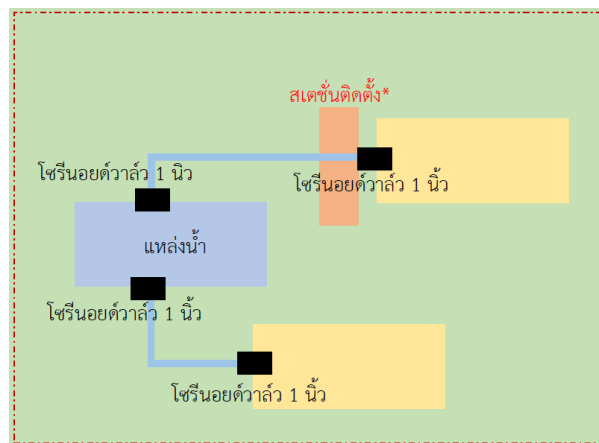 สเตชั่นติดตั้ง*
โซรีนอยด์วาล์ว 1 นิว
โซรีนอยด์วาล์ว 1 นิ้ว
แหล่งน้ำ
โซรีนอยด์วาล์ว 1 นิ้ว
โซรีนอยด์วาล์ว 1 นิ้ว